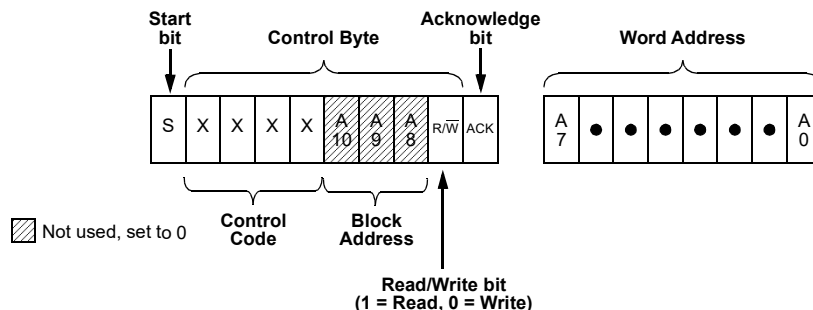 Start
bit
Control Byte
Acknowledge
bit
Word Address
S X X X X A
10 A
9 A
8 R/W̅ ACK
A
7 ● ● ● ● ● ● A
0
Control
Code
Block
Address
Not used, set to 0
Read/Write bit
(1 = Read, 0 = Write)